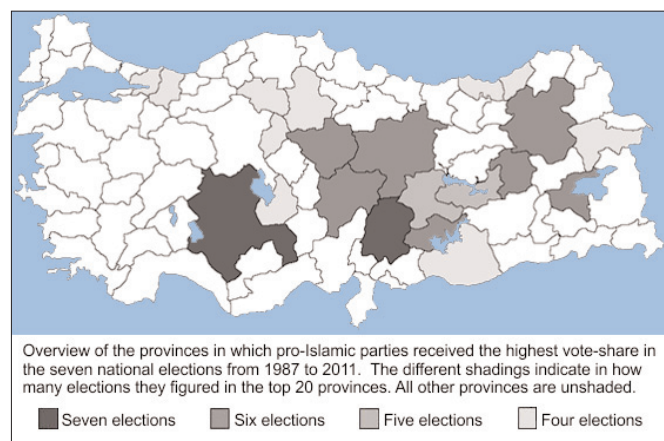 Overview of the provinces in which pro-Islamic parties received the highest vote-share in
the seven national elections from 1987 to 2011.  The different shadings indicate in how
many elections they figured in the top 20 provinces. All other provinces are unshaded.
Seven elections Six elections Five elections Four elections